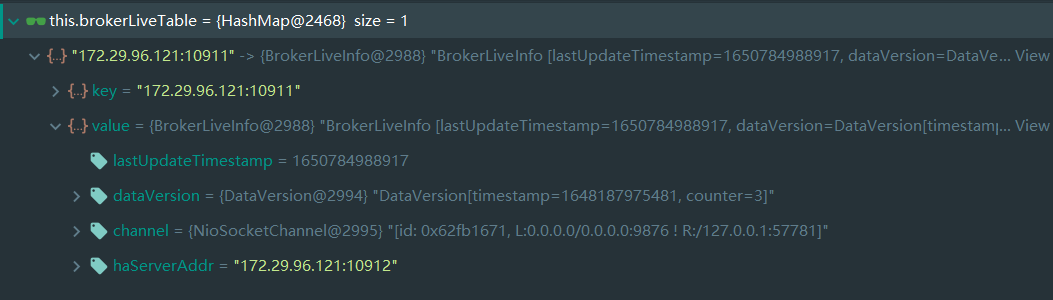 this.brokerLiveTable = {HashMap@2468} size = 1
{...} "172.29.96.121:10911" -> {BrokerLiveInfo@2988} "BrokerLiveInfo [lastUpdateTimestamp=1650784988917, dataVersion=DataVe... View
{...} key = "172.29.96.121:10911"
{...} value = {BrokerLiveInfo@2988} "BrokerLiveInfo [lastUpdateTimestamp=1650784988917, dataVersion=DataVersion[timestamp... View
lastUpdateTimestamp = 1650784988917
dataVersion = {DataVersion@2994} "DataVersion[timestamp=1648187975481, counter=3]"
channel = {NioSocketChannel@2995} "[id: 0x62fb1671, L:0.0.0.0/0.0.0.0:9876 ! R:/127.0.0.1:57781]"
haServerAddr = "172.29.96.121:10912"